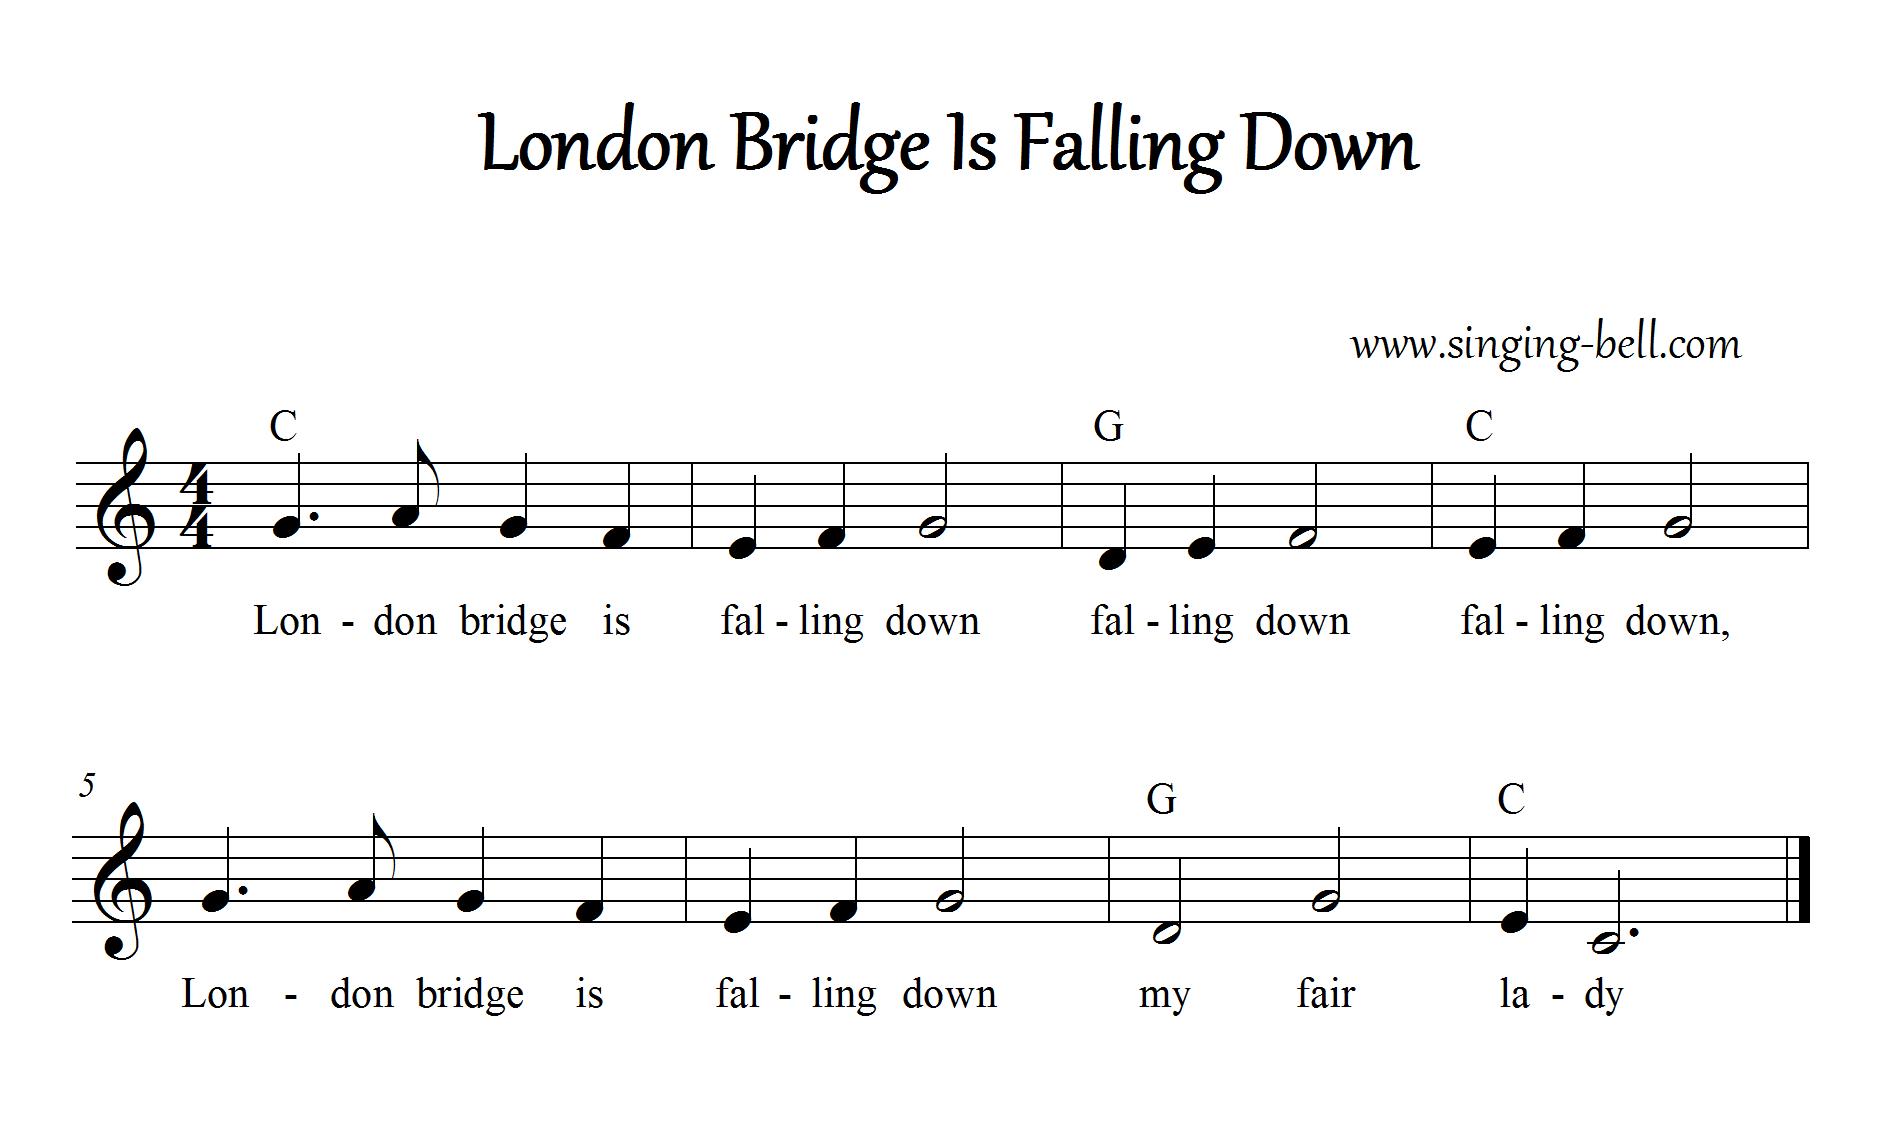 London Bridge Is Falling Down
www.singing-bell.com
C G C
4
4
Lon - don bridge is fal - ling down fal - ling down fal - ling down,
5
G C
Lon - don bridge is fal - ling down my fair la - dy